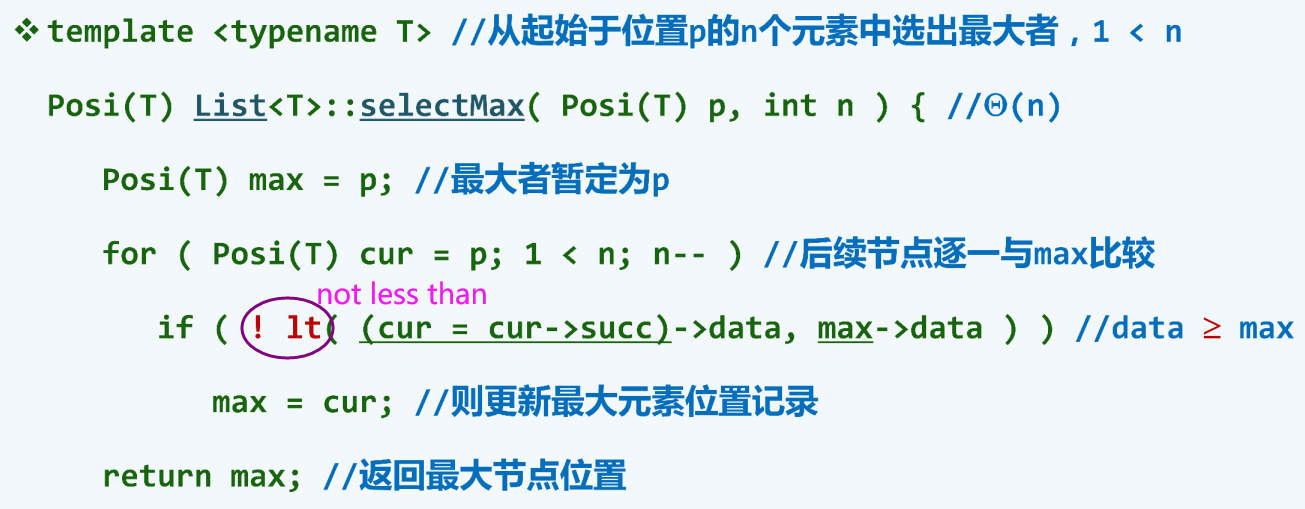 ❖ template <typename T> //从起始于位置p的n个元素中选出最大者，1 < n
Posi(T) List<T>::selectMax( Posi(T) p, int n ) { //Θ(n)
Posi(T) max = p; //最大者暂定为p
for ( Posi(T) cur = p; 1 < n; n-- ) //后续节点逐一与max比较
not less than
if ( ! lt( (cur = cur->succ)->data, max->data ) ) //data ≥ max
max = cur; //则更新最大元素位置记录
return max; //返回最大节点位置